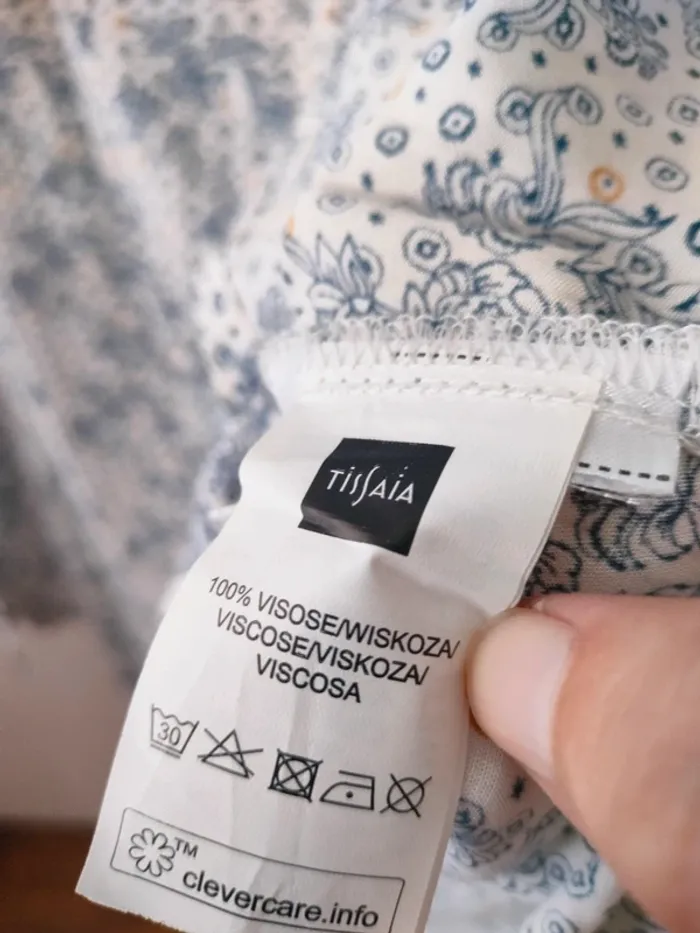 TISSAIA
100% VISOSE/WISKOZA/
VISCOSE/VISKOZA/
VISCOSA
30
TM
clevercare.info